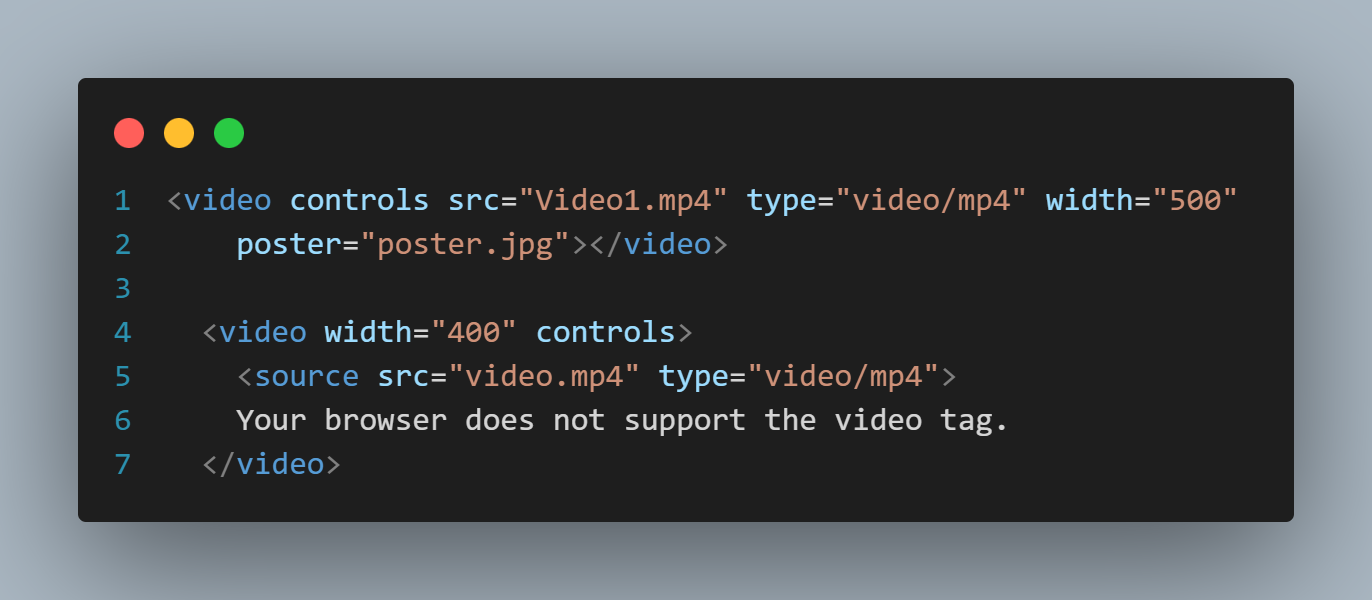 1 <video controls src="Video1.mp4" type="video/mp4" width="500"
2 poster="poster.jpg"></video>
3
4 <video width="400" controls>
5 <source src="video.mp4" type="video/mp4">
6 Your browser does not support the video tag.
7 </video>